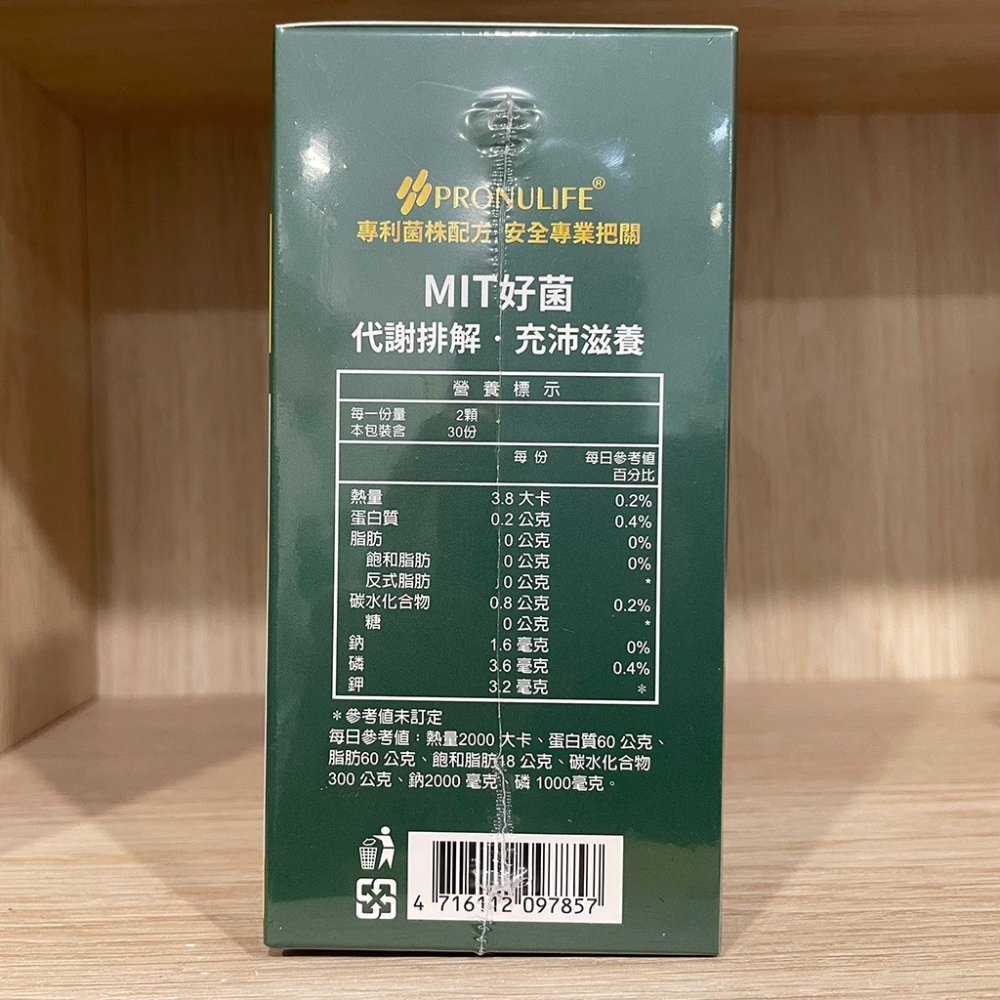 PRONULIFE®
專利菌株配方 安全專業把關
MIT好菌
代謝排解·充沛滋養
營養標示
每一份量 2顆
本包裝含 30份
每份 每日參考值
百分比
熱量 3.8 大卡 0.2%
蛋白質 0.2 公克 0.4%
脂肪 0 公克 0%
飽和脂肪 0 公克 0%
反式脂肪 0 公克 *
碳水化合物 0.8 公克 0.2%
糖 0 公克 *
鈉 1.6 毫克 0%
磷 3.6 毫克 0.4%
鉀 3.2 毫克 *
*參考值未訂定
每日參考值：熱量2000 大卡、蛋白質60 公克、
脂肪60 公克、飽和脂肪18 公克、碳水化合物
300 公克、鈉2000 毫克、磷 1000毫克。
4 716112 097857